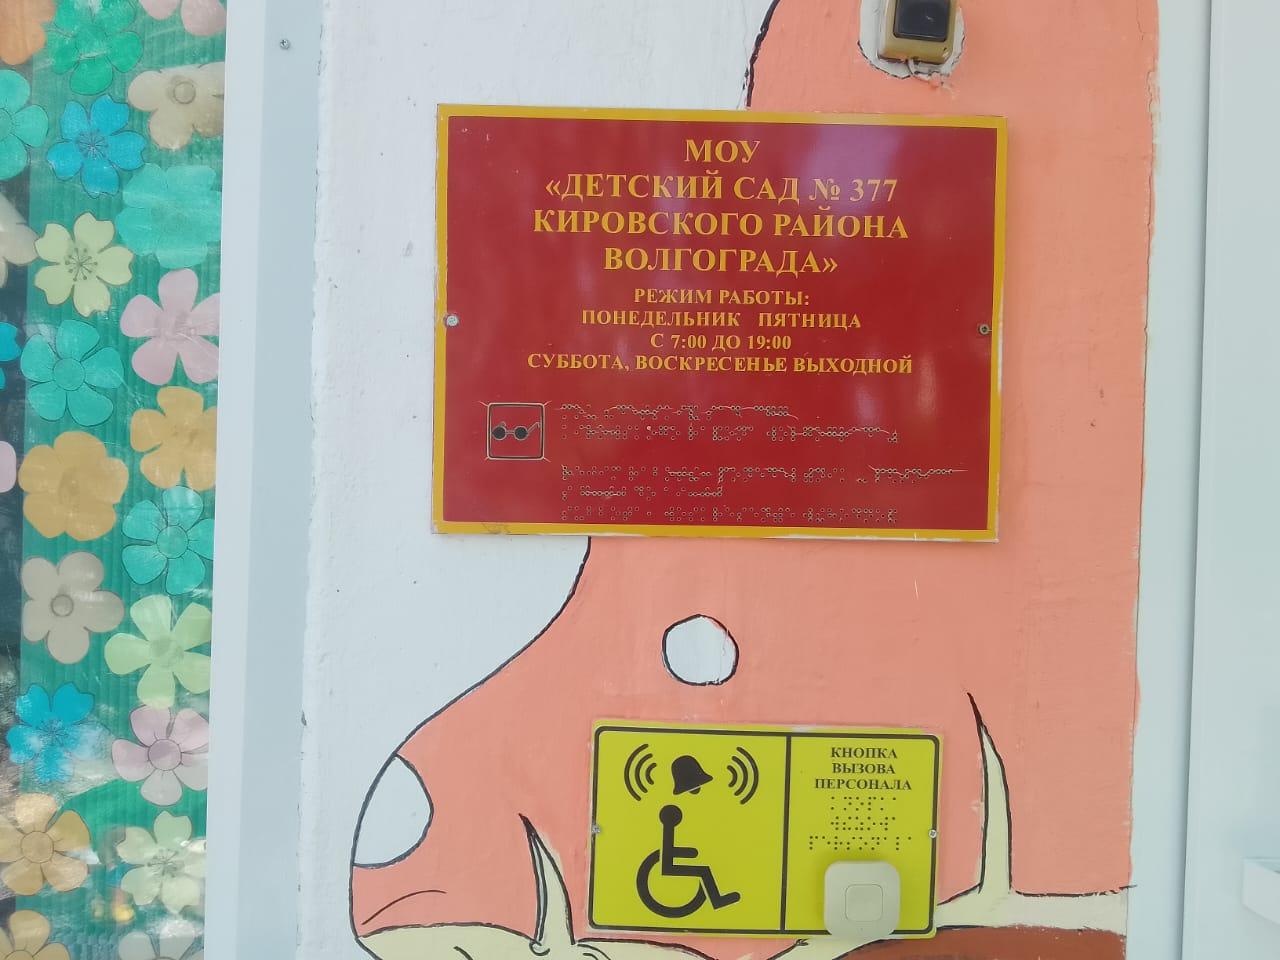 МОУ
«ДЕТСКИЙ САД № 377
КИРОВСКОГО РАЙОНА
ВОЛГОГРАДА»
РЕЖИМ РАБОТЫ:
ПОНЕДЕЛЬНИК ПЯТНИЦА
С 7:00 ДО 19:00
СУББОТА, ВОСКРЕСЕНЬЕ ВЫХОДНОЙ
КНОПКА
ВЫЗОВА
ПЕРСОНАЛА